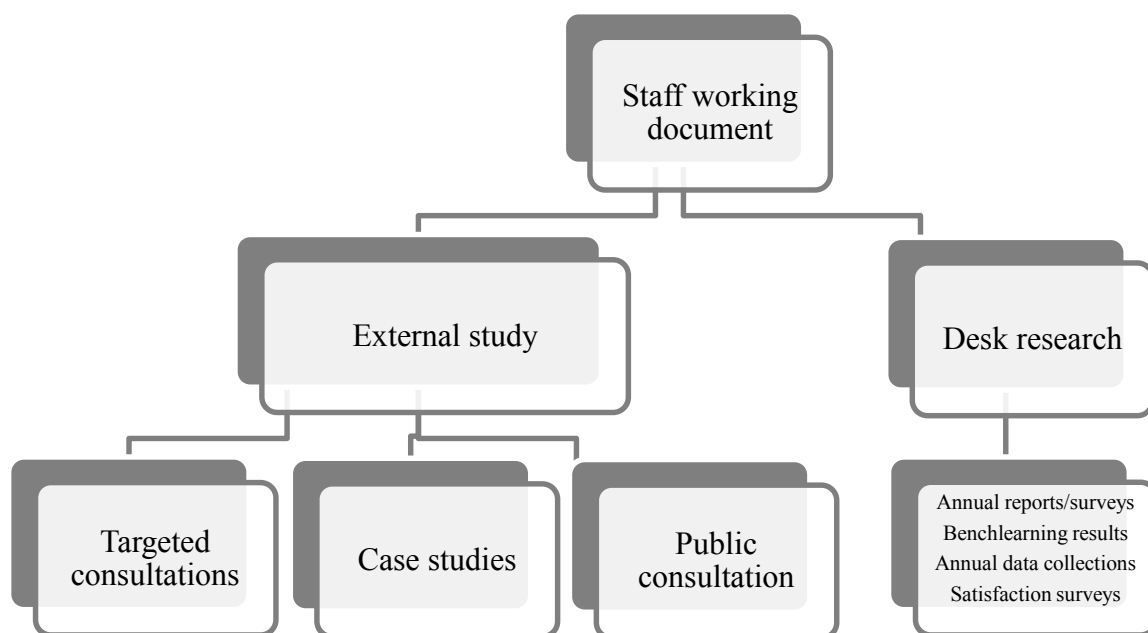 Staff working
document
External study
Desk research
Targeted
consultations
Case studies
Public
consultation
Annual reports/surveys
Benchlearning results
Annual data collections
Satisfaction surveys